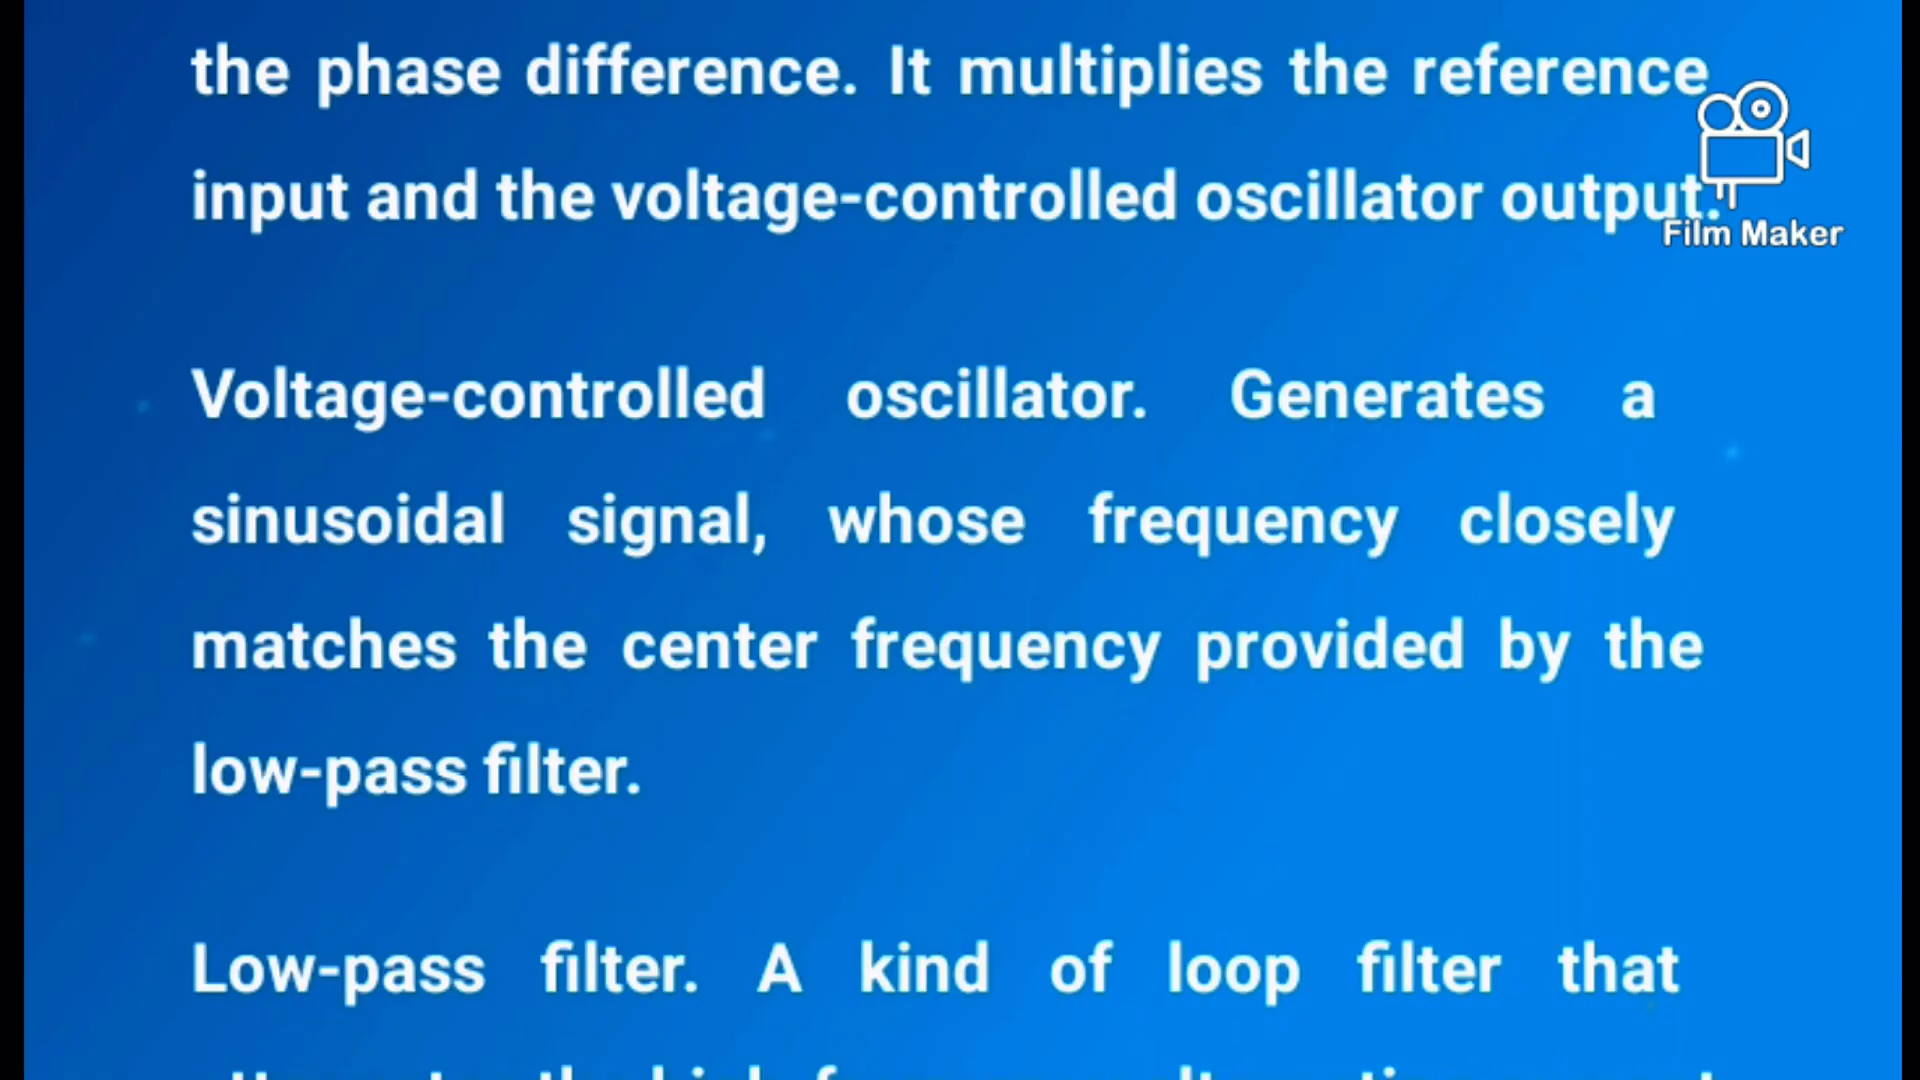 the phase difference. It multiplies the reference
input and the voltage-controlled oscillator output.
Film Maker
Voltage-controlled oscillator. Generates a
sinusoidal signal, whose frequency closely
matches the center frequency provided by the
low-pass filter.
Low-pass filter. A kind of loop filter that